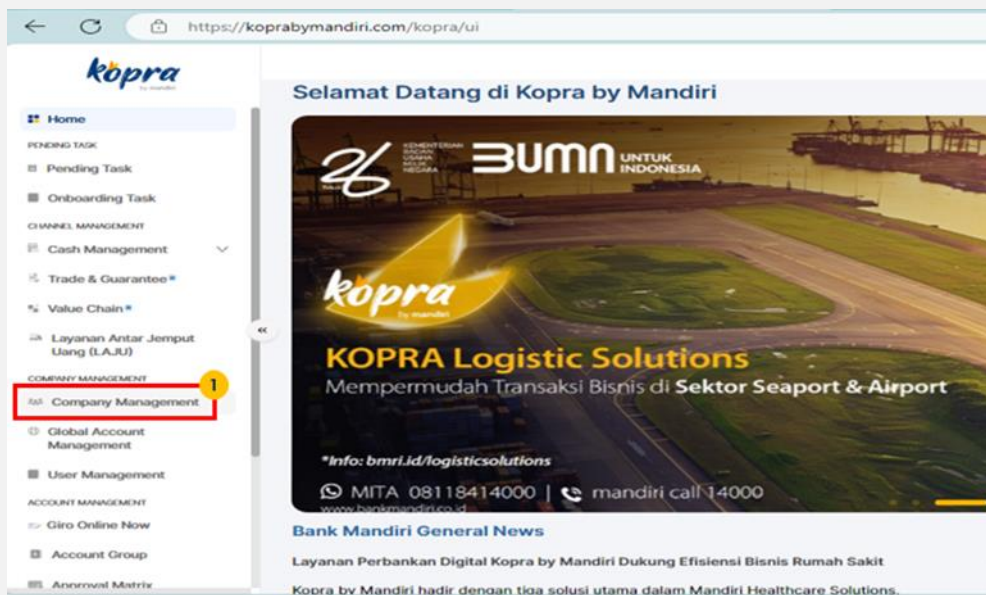 https://koprabymandiri.com/kopra/ui
kopra
by mandiri
Home
PENDING TASK
Pending Task
Onboarding Task
CHANNEL MANAGEMENT
Cash Management
Trade & Guarantee
Value Chain
Layanan Antar Jemput
Uang (LAJU)
COMPANY MANAGEMENT
1
Company Management
Global Account
Management
User Management
ACCOUNT MANAGEMENT
Giro Online Now
Account Group
Approval Matrix
Selamat Datang di Kopra by Mandiri
26
KEMENTERIAN
BADAN
USAHA
MILIK
NEGARA
BUMN
UNTUK
INDONESIA
kopra
by mandiri
KOPRA Logistic Solutions
Mempermudah Transaksi Bisnis di Sektor Seaport & Airport
*Info: bmri.id/logisticsolutions
MITA 08118414000 | mandiri call 14000
www.bankmandiri.co.id
Bank Mandiri General News
Layanan Perbankan Digital Kopra by Mandiri Dukung Efisiensi Bisnis Rumah Sakit
Kopra by Mandiri hadir dengan tiga solusi utama dalam Mandiri Healthcare Solutions,